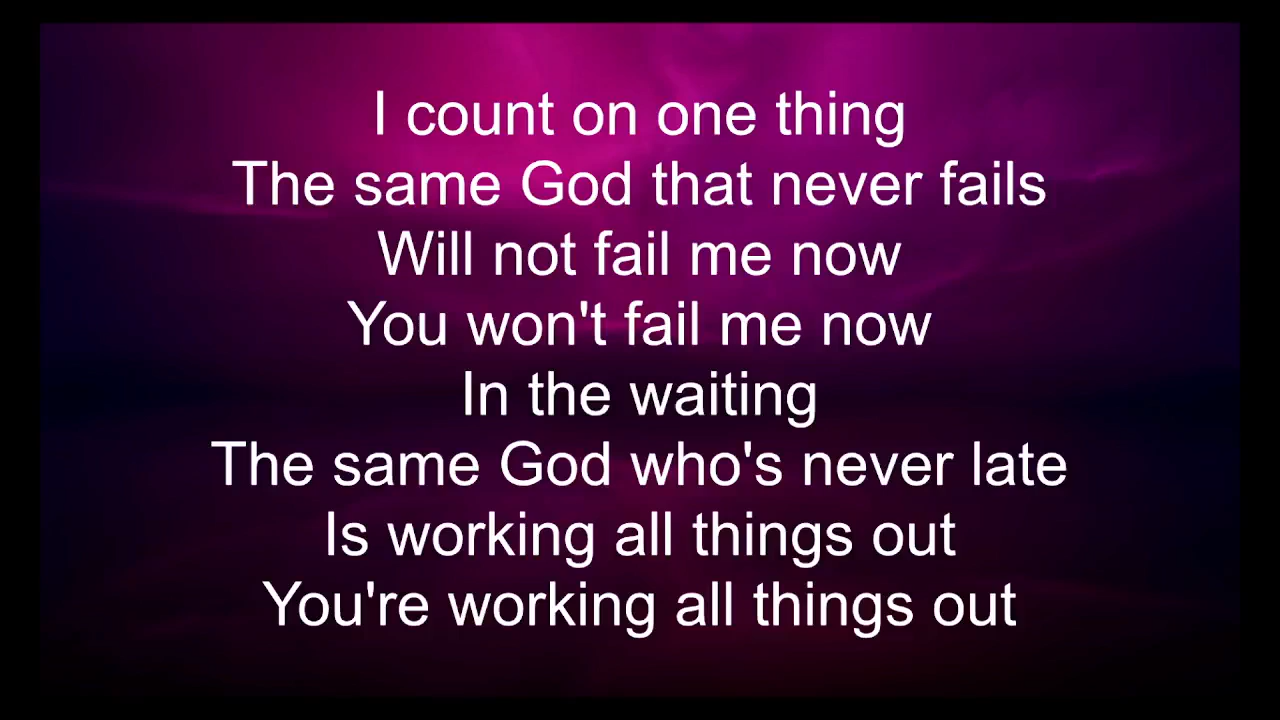 I count on one thing
The same God that never fails
Will not fail me now
You won't fail me now
In the waiting
The same God who's never late
Is working all things out
You're working all things out